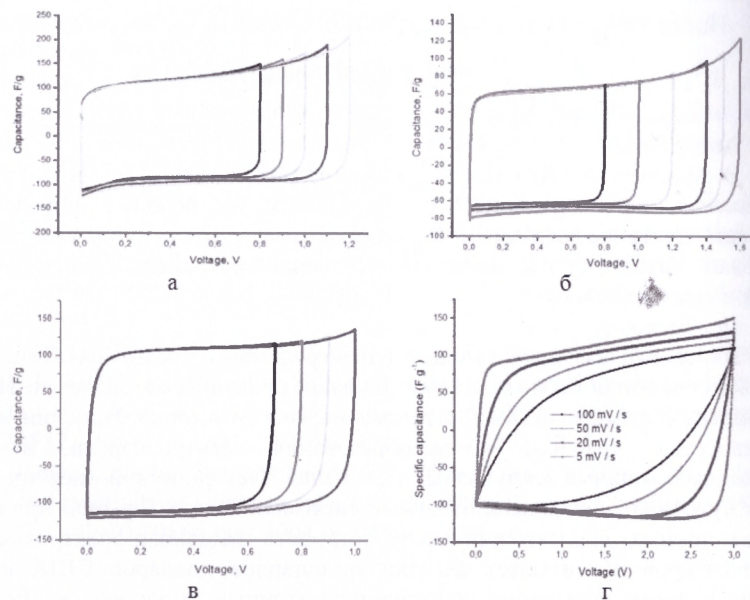 250
200
150
100
50
0
-50
-100
-150
-200
Capacitance, F/g
0,0 0,2 0,4 0,6 0,8 1,0 1,2
Voltage, V
а
140
120
100
80
60
40
20
0
-20
-40
-60
-80
-100
Capacitance, F/g
0,0 0,2 0,4 0,6 0,8 1,0 1,2 1,4 1,6
Voltage, V
б
150
100
50
0
-50
-100
-150
Capacitance, F/g
0.0 0.2 0.4 0.6 0.8 1.0
Voltage, V
в
150
100
50
0
-50
-100
-150
Specific capacitance (F g⁻¹)
100 mV / s
50 mV / s
20 mV / s
5 mV / s
0.0 0.5 1.0 1.5 2.0 2.5 3.0
Voltage (V)
г